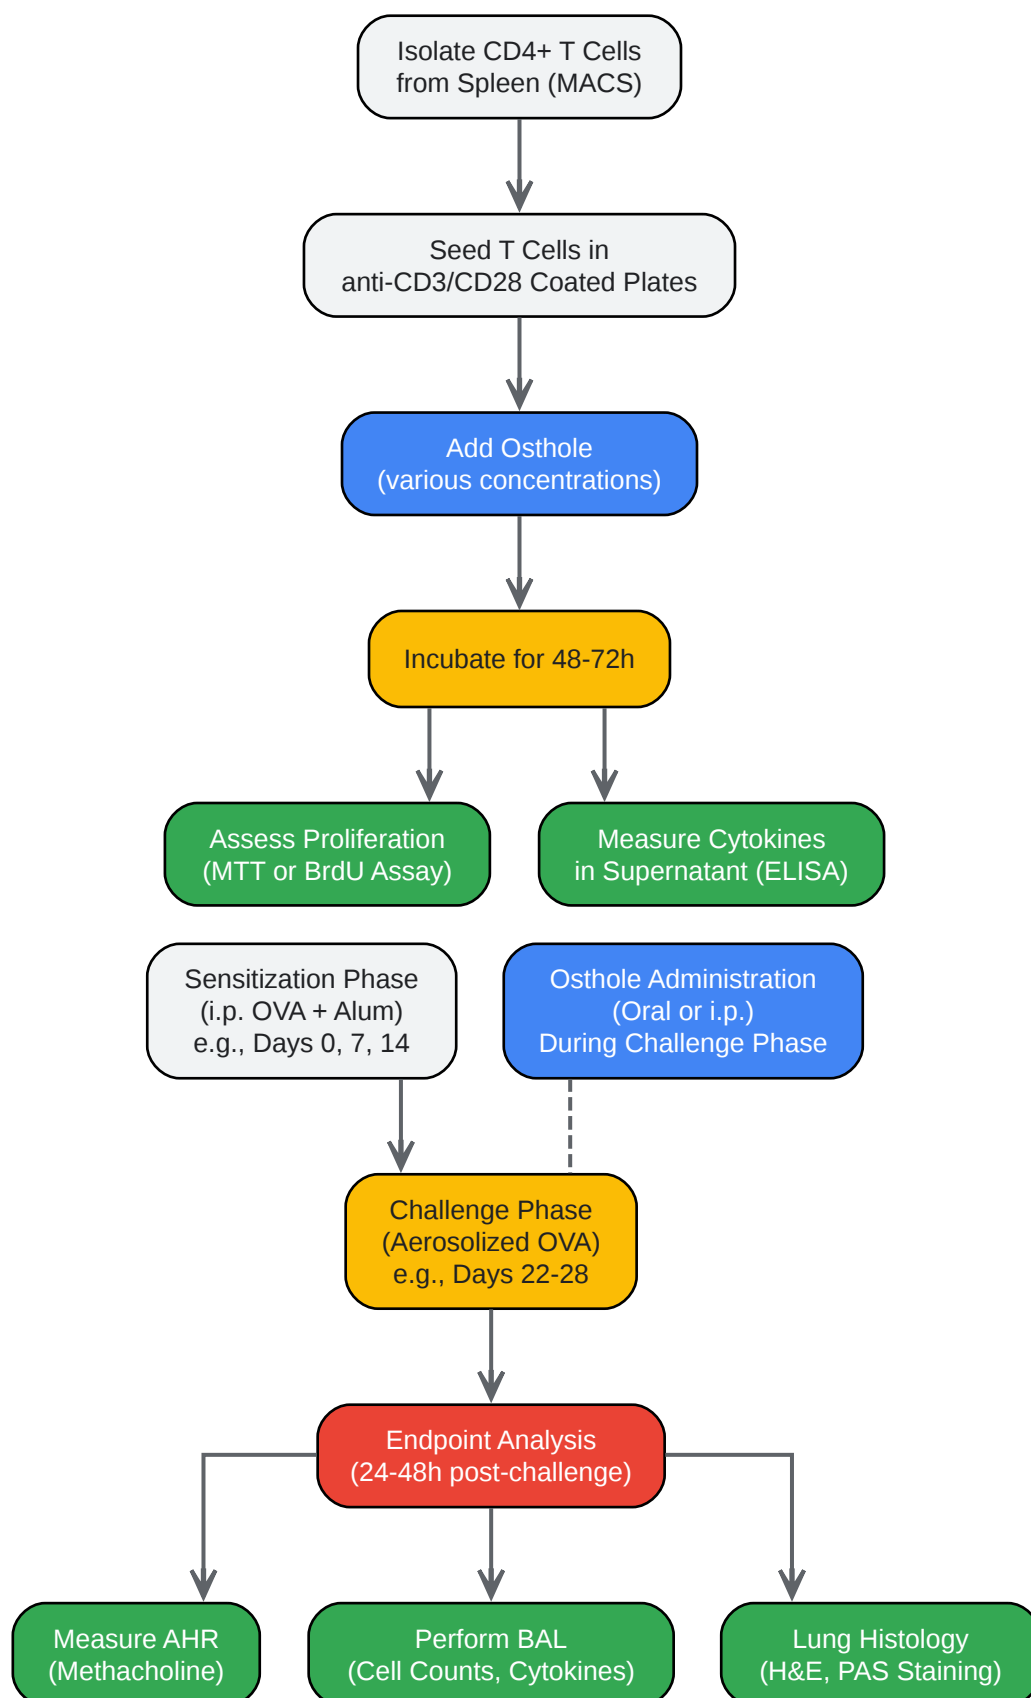 Isolate CD4+ T Cells
from Spleen (MACS)
Seed T Cells in
anti-CD3/CD28 Coated Plates
Add Osthole
(various concentrations)
Incubate for 48-72h
Assess Proliferation
(MTT or BrdU Assay)
Measure Cytokines
in Supernatant (ELISA)
Sensitization Phase
(i.p. OVA + Alum)
e.g., Days 0, 7, 14
Osthole Administration
(Oral or i.p.)
During Challenge Phase
Challenge Phase
(Aerosolized OVA)
e.g., Days 22-28
Endpoint Analysis
(24-48h post-challenge)
Measure AHR
(Methacholine)
Perform BAL
(Cell Counts, Cytokines)
Lung Histology
(H&E, PAS Staining)